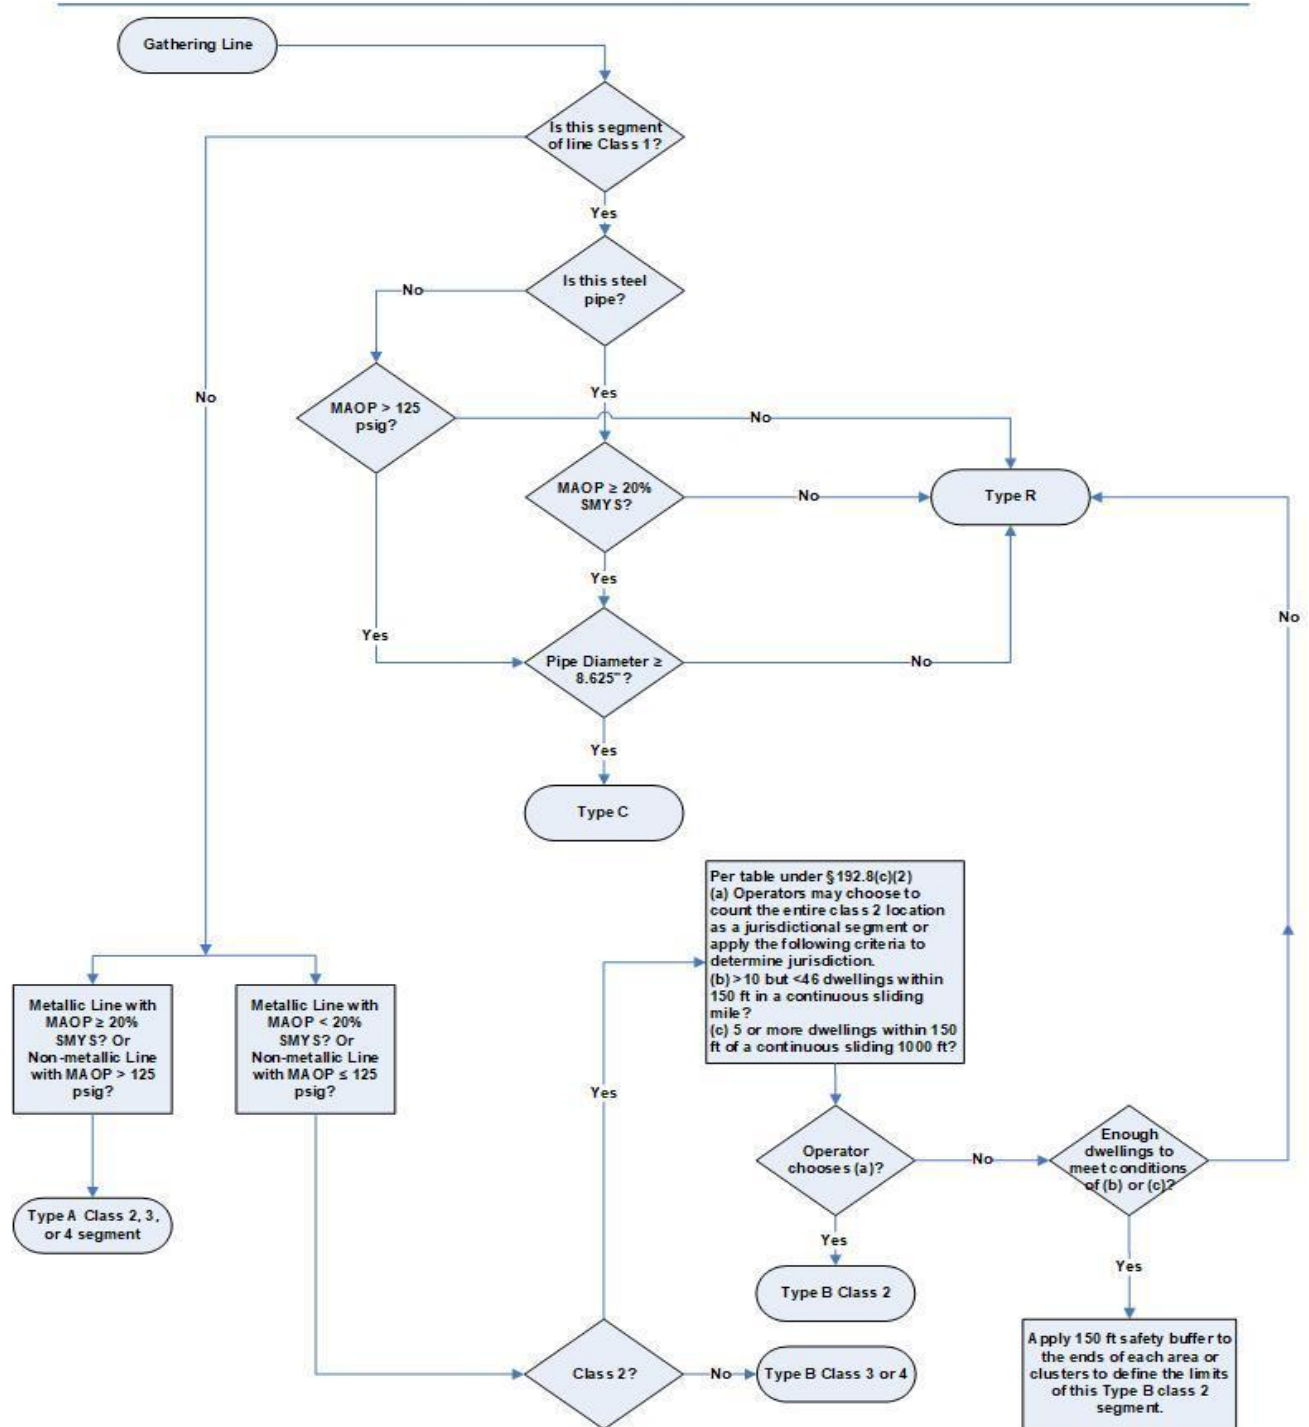 Gathering Line
Is this segment
of line Class 1?
Yes
Is this steel
pipe?
No
No
Yes
MAOP > 125
psig?
No
MAOP ≥ 20%
SMYS?
No
Type R
Yes
No
Yes
Pipe Diameter ≥
8.625"?
No
Yes
Type C
Per table under §192.8(c)(2)
(a) Operators may choose to
count the entire class 2 location
as a jurisdictional segment or
apply the following criteria to
determine jurisdiction.
(b) >10 but <46 dwellings within
150 ft in a continuous sliding
mile?
(c) 5 or more dwellings within 150
ft of a continuous sliding 1000 ft?
Metallic Line with
MAOP ≥ 20%
SMYS? Or
Non-metallic Line
with MAOP > 125
psig?
Metallic Line with
MAOP < 20%
SMYS? Or
Non-metallic Line
with MAOP ≤ 125
psig?
Yes
Operator
chooses (a)?
No
Enough
dwellings to
meet conditions
of (b) or (c)?
Type A Class 2, 3,
or 4 segment
Yes
Yes
Type B Class 2
Class 2?
No
Type B Class 3 or 4
Apply 150 ft safety buffer to
the ends of each area or
clusters to define the limits
of this Type B class 2
segment.